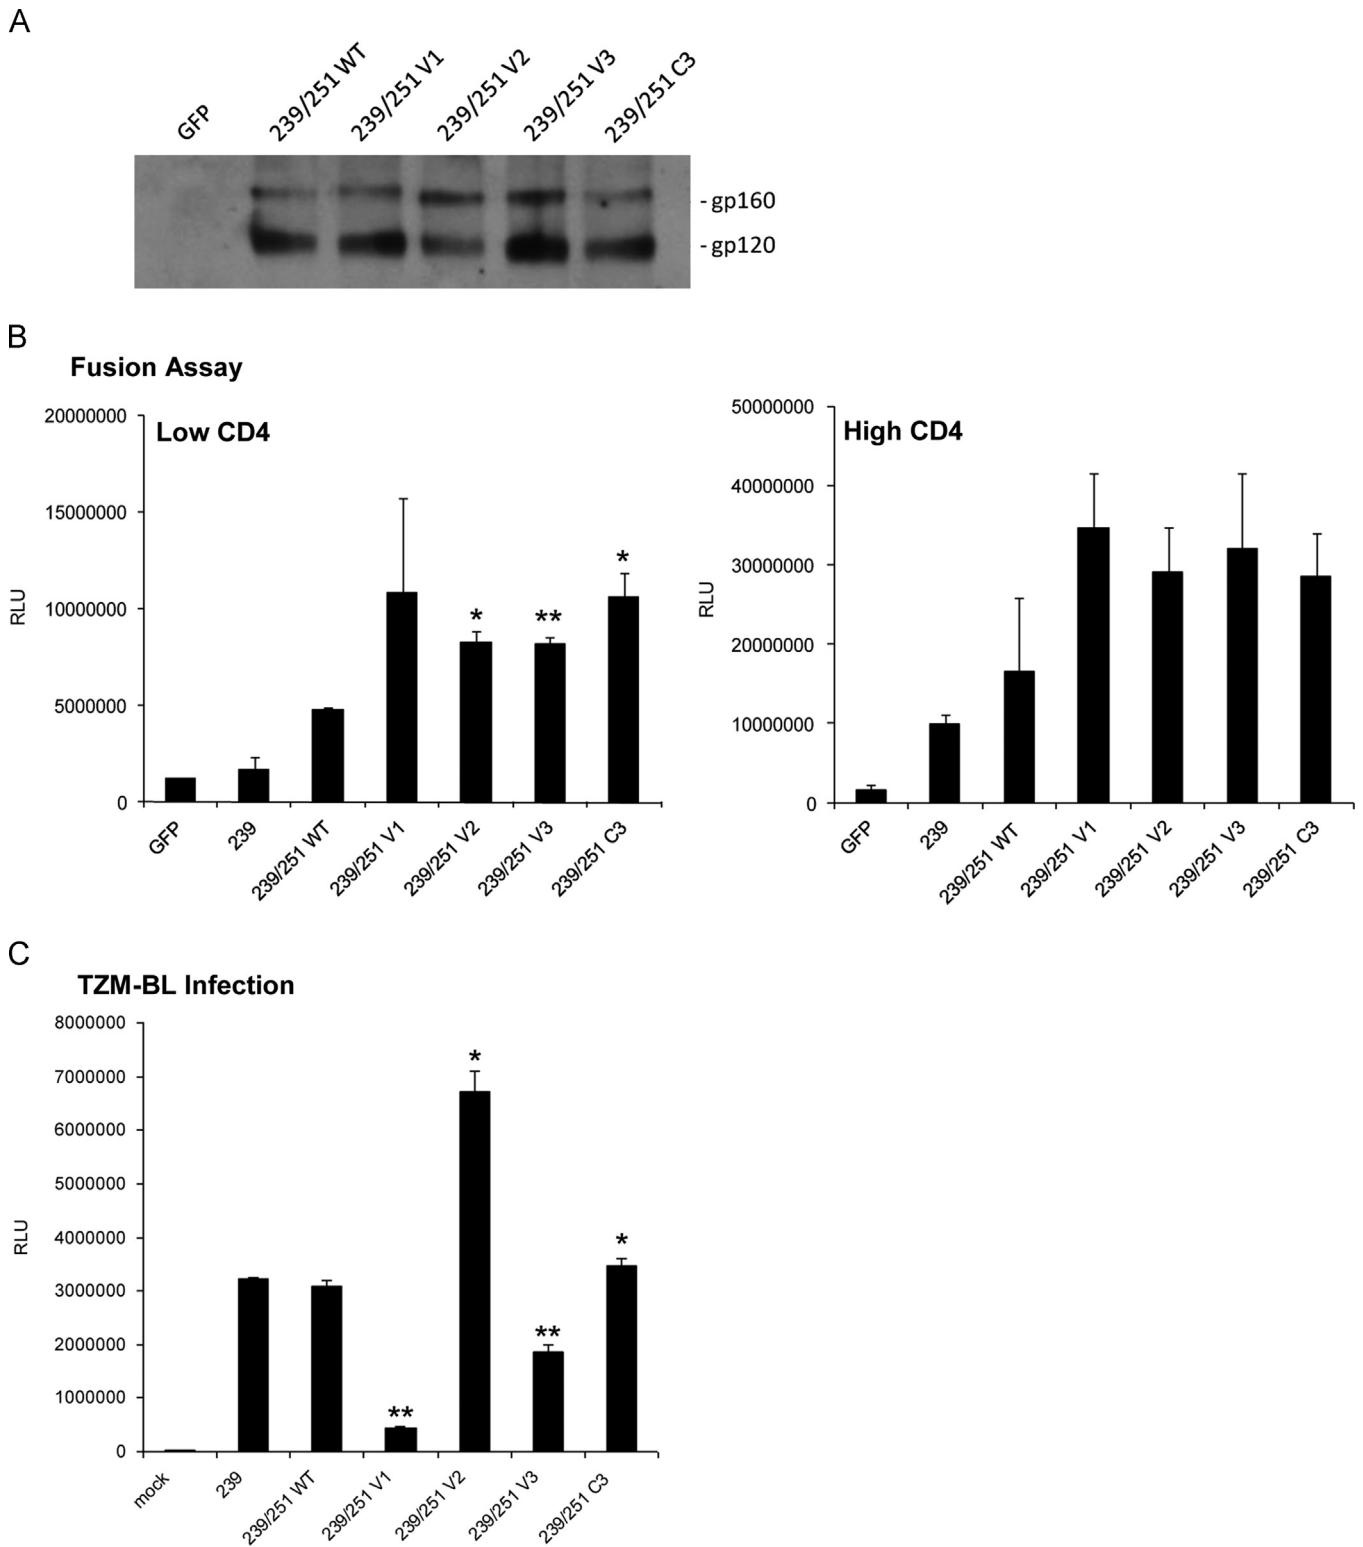 A
GFP
239/251 WT
239/251 V1
239/251 V2
239/251 V3
239/251 C3
- gp160
- gp120
B
Fusion Assay
Low CD4
20000000
15000000
10000000
5000000
0
RLU
*
**
*
GFP
239
239/251 WT
239/251 V1
239/251 V2
239/251 V3
239/251 C3
High CD4
50000000
40000000
30000000
20000000
10000000
0
RLU
GFP
239
239/251 WT
239/251 V1
239/251 V2
239/251 V3
239/251 C3
C
TZM-BL Infection
8000000
7000000
6000000
5000000
4000000
3000000
2000000
1000000
0
RLU
**
*
**
*
mock
239
239/251 WT
239/251 V1
239/251 V2
239/251 V3
239/251 C3